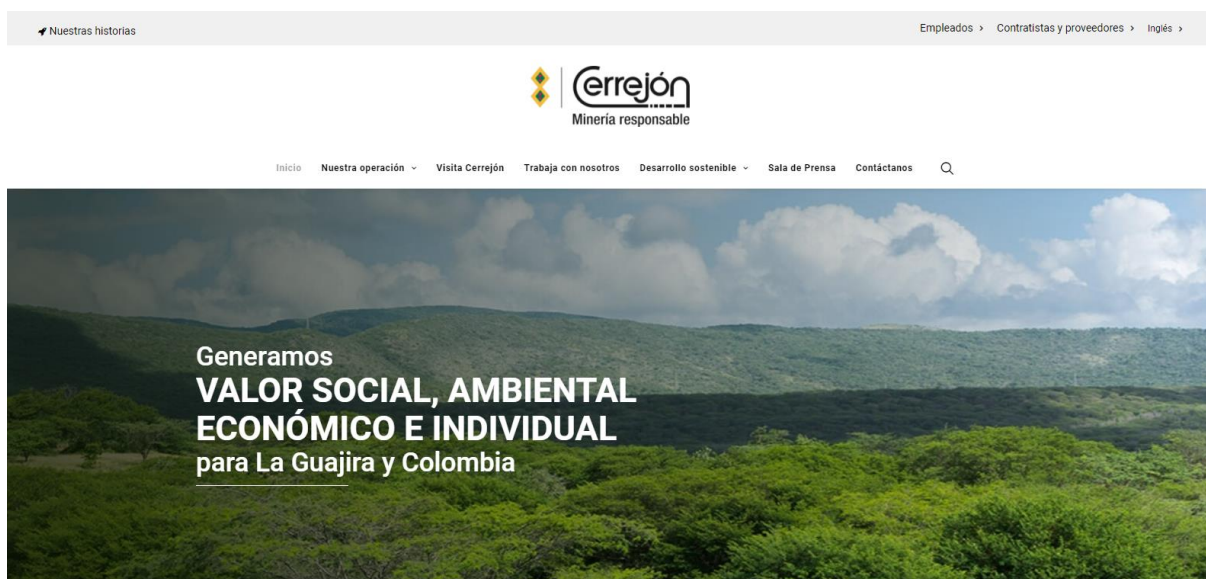 Nuestras historias
Empleados Contratistas y proveedores Inglés
Cerrejón
Minería responsable
Inicio Nuestra operación Visita Cerrejón Trabaja con nosotros Desarrollo sostenible Sala de Prensa Contáctanos
Generamos
VALOR SOCIAL, AMBIENTAL
ECONÓMICO E INDIVIDUAL
para La Guajira y Colombia